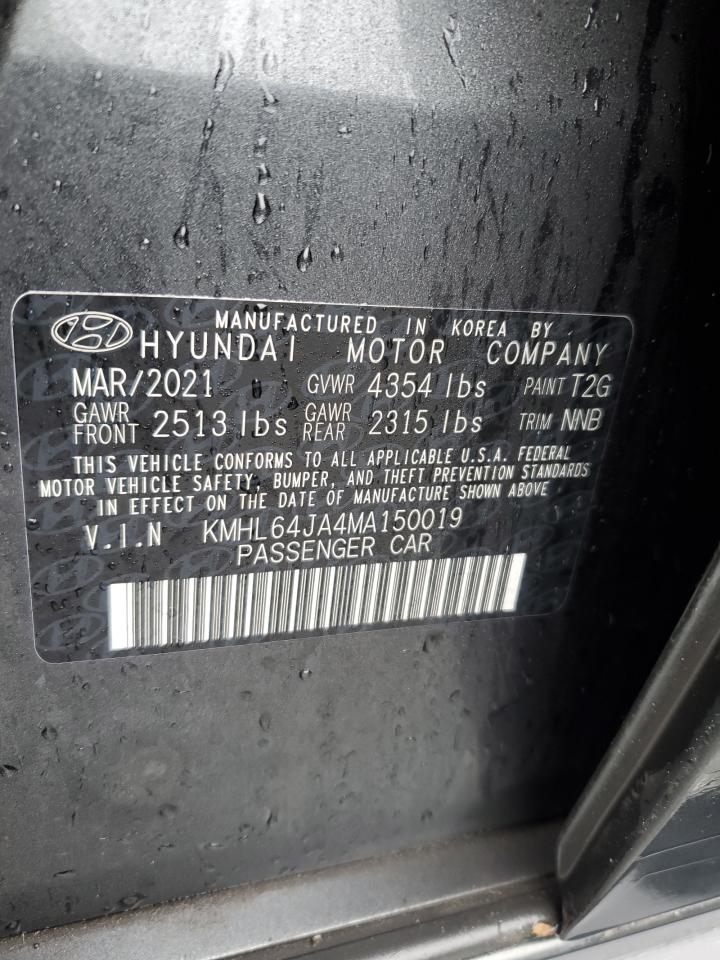 MANUFACTURED IN KOREA BY
HYUNDAI MOTOR COMPANY
MAR/2021 GVWR 4354 lbs PAINT T2G
GAWR FRONT 2513 lbs GAWR REAR 2315 lbs TRIM NNB
THIS VEHICLE CONFORMS TO ALL APPLICABLE U.S.A. FEDERAL
MOTOR VEHICLE SAFETY, BUMPER, AND THEFT PREVENTION STANDARDS
IN EFFECT ON THE DATE OF MANUFACTURE SHOWN ABOVE
V.I.N KMHL64JA4MA150019
PASSENGER CAR